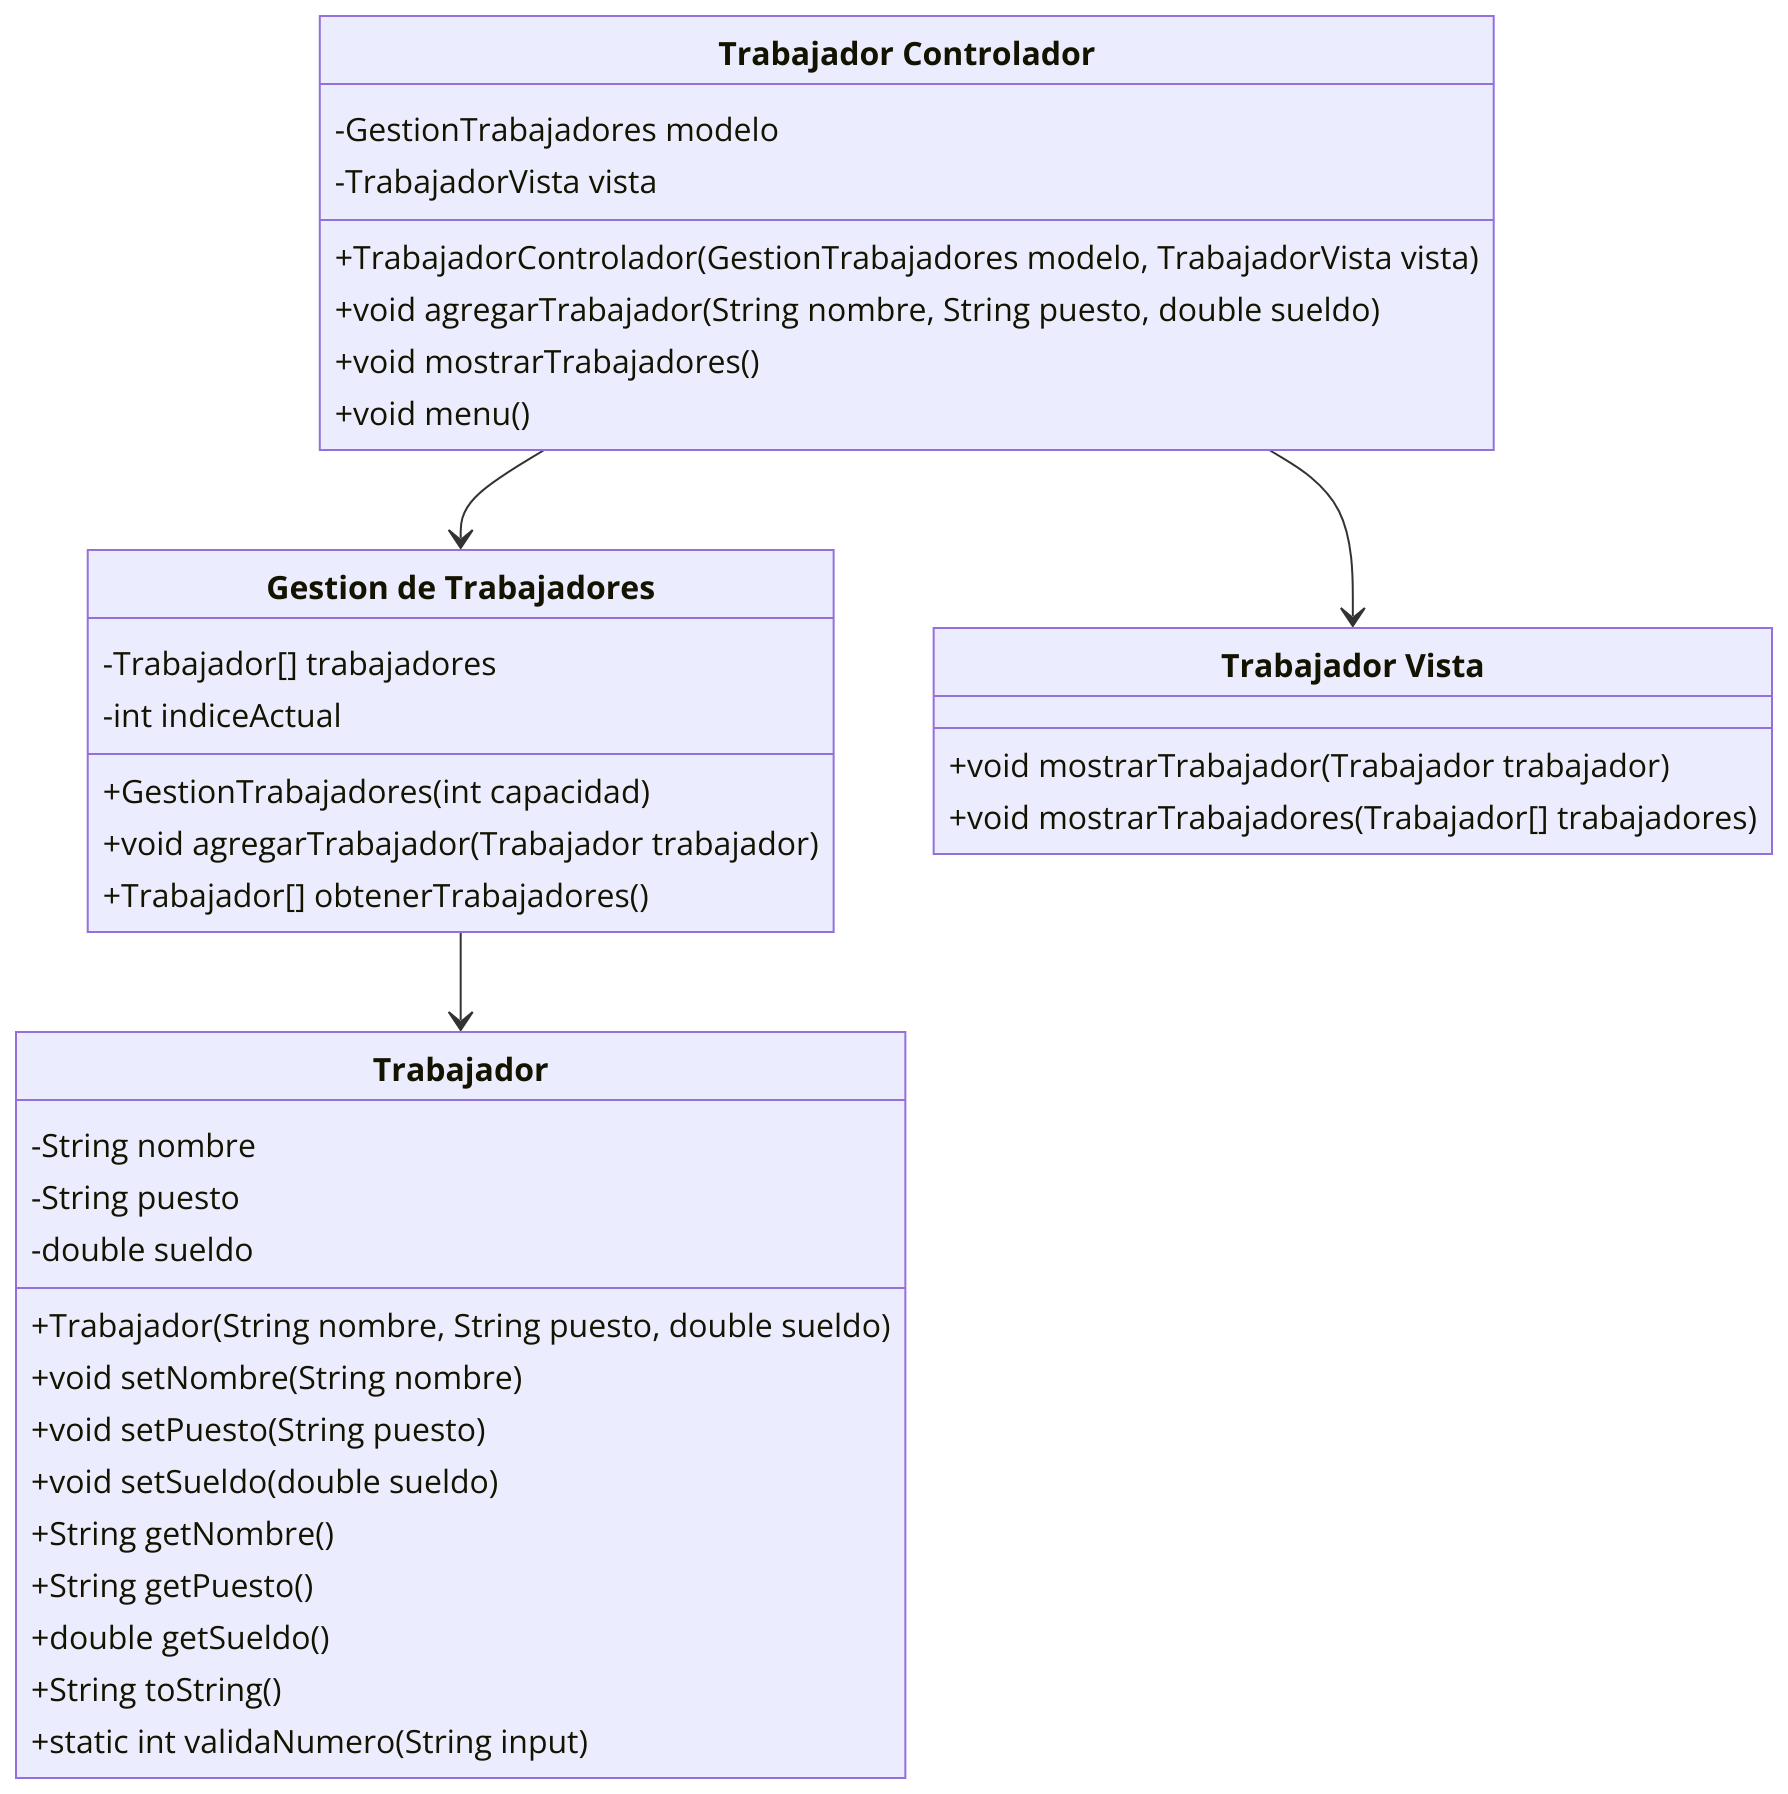 Trabajador Controlador
-GestionTrabajadores modelo
-TrabajadorVista vista
+TrabajadorControlador(GestionTrabajadores modelo, TrabajadorVista vista)
+void agregarTrabajador(String nombre, String puesto, double sueldo)
+void mostrarTrabajadores()
+void menu()
Gestion de Trabajadores
-Trabajador[] trabajadores
-int indiceActual
+GestionTrabajadores(int capacidad)
+void agregarTrabajador(Trabajador trabajador)
+Trabajador[] obtenerTrabajadores()
Trabajador Vista
+void mostrarTrabajador(Trabajador trabajador)
+void mostrarTrabajadores(Trabajador[] trabajadores)
Trabajador
-String nombre
-String puesto
-double sueldo
+Trabajador(String nombre, String puesto, double sueldo)
+void setNombre(String nombre)
+void setPuesto(String puesto)
+void setSueldo(double sueldo)
+String getNombre()
+String getPuesto()
+double getSueldo()
+String toString()
+static int validaNumero(String input)